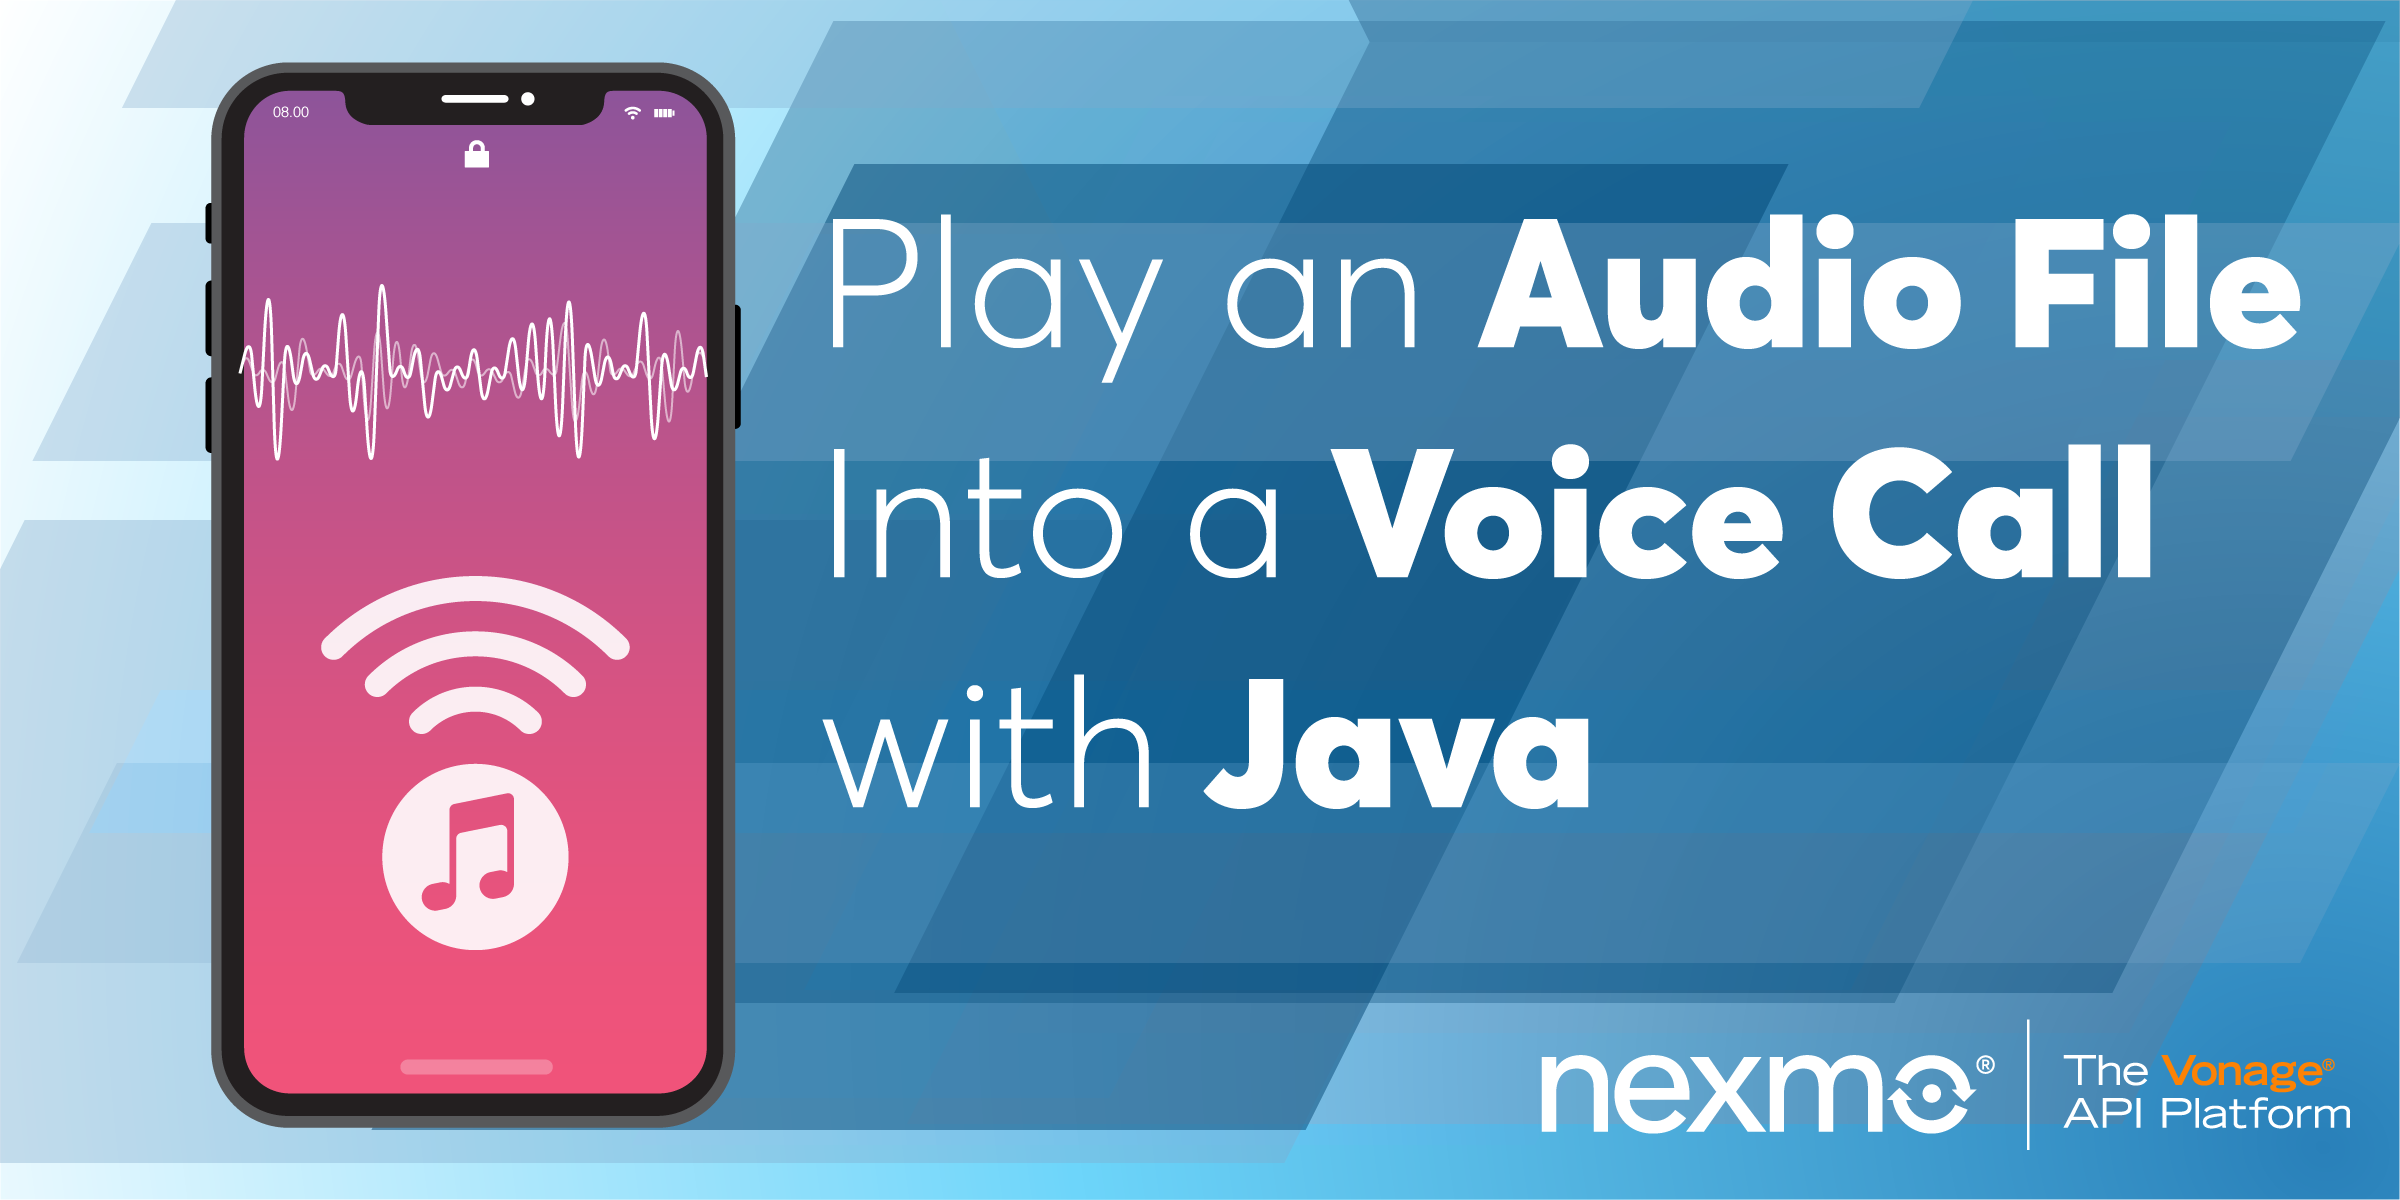 08.00
Play an Audio File
Into a Voice Call
with Java
nexmo®
The Vonage®
API Platform